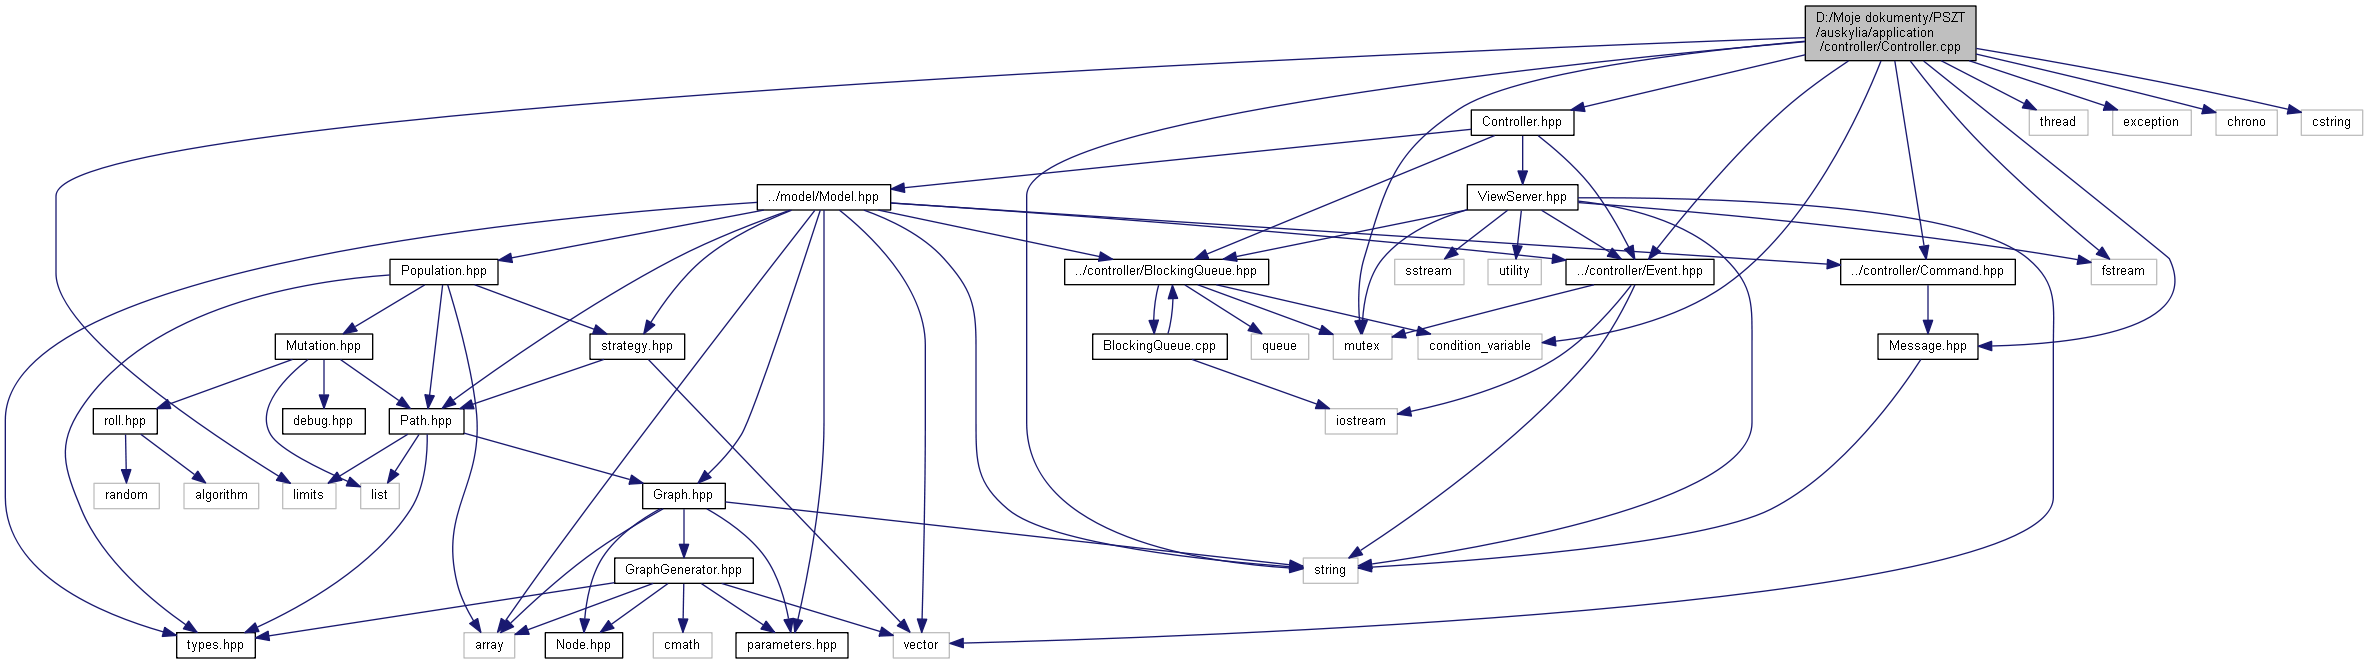 D:/Moje dokumenty/PSZT
/auskylia/application
/controller/Controller.cpp
Controller.hpp
thread
exception
chrono
cstring
../model/Model.hpp
ViewServer.hpp
Population.hpp
../controller/BlockingQueue.hpp
sstream
utility
../controller/Event.hpp
../controller/Command.hpp
fstream
Mutation.hpp
strategy.hpp
BlockingQueue.cpp
queue
mutex
condition_variable
Message.hpp
roll.hpp
debug.hpp
Path.hpp
iostream
random
algorithm
limits
list
Graph.hpp
GraphGenerator.hpp
string
types.hpp
array
Node.hpp
cmath
parameters.hpp
vector